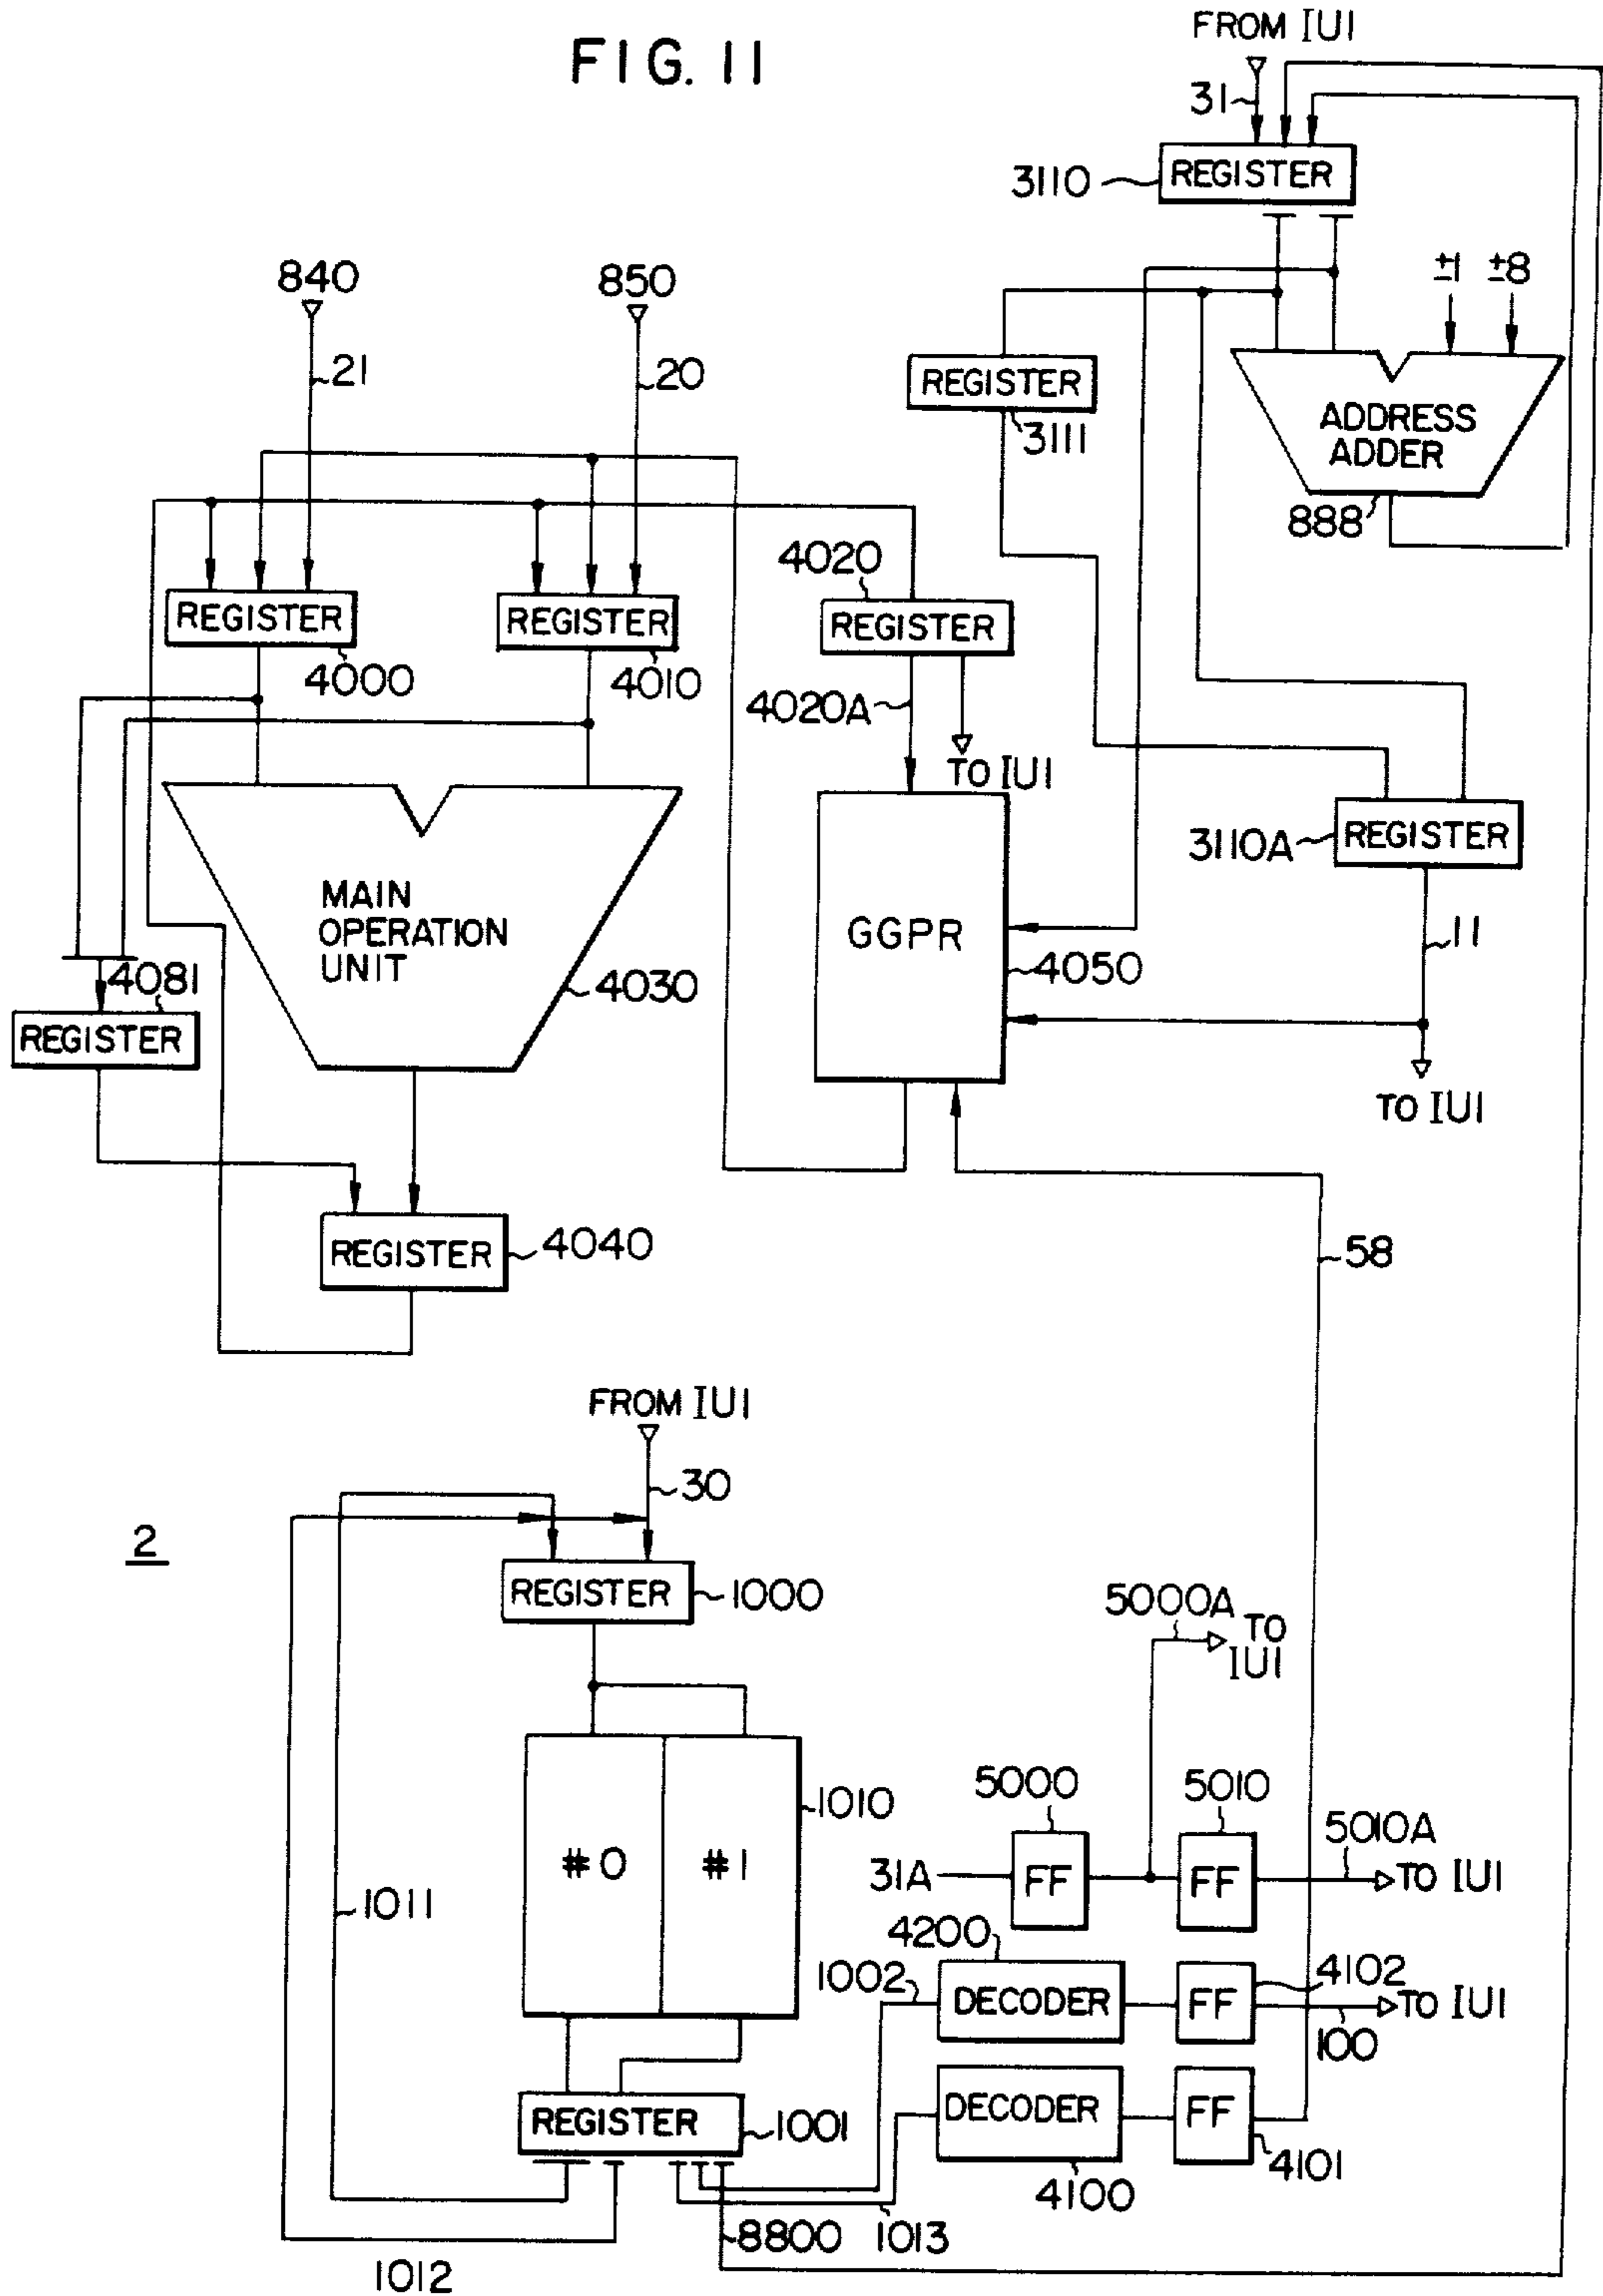 FIG. 11
FROM IU1
31
REGISTER
3110
±1
±8
840
850
21
20
REGISTER
3111
ADDRESS
ADDER
888
4020
REGISTER
REGISTER
REGISTER
4000
4010
4020A
TO IU1
3110A
REGISTER
MAIN
OPERATION
UNIT
GGPR
11
4081
4030
4050
REGISTER
TO IU1
REGISTER
4040
58
FROM IU1
30
2
REGISTER
1000
5000A
TO
IU1
1010
5000
5010
5010A
#0
#1
31A
FF
FF
TO IU1
1011
4200
1002
DECODER
FF
4102
TO IU1
100
REGISTER
1001
DECODER
FF
4101
4100
8800
1013
1012